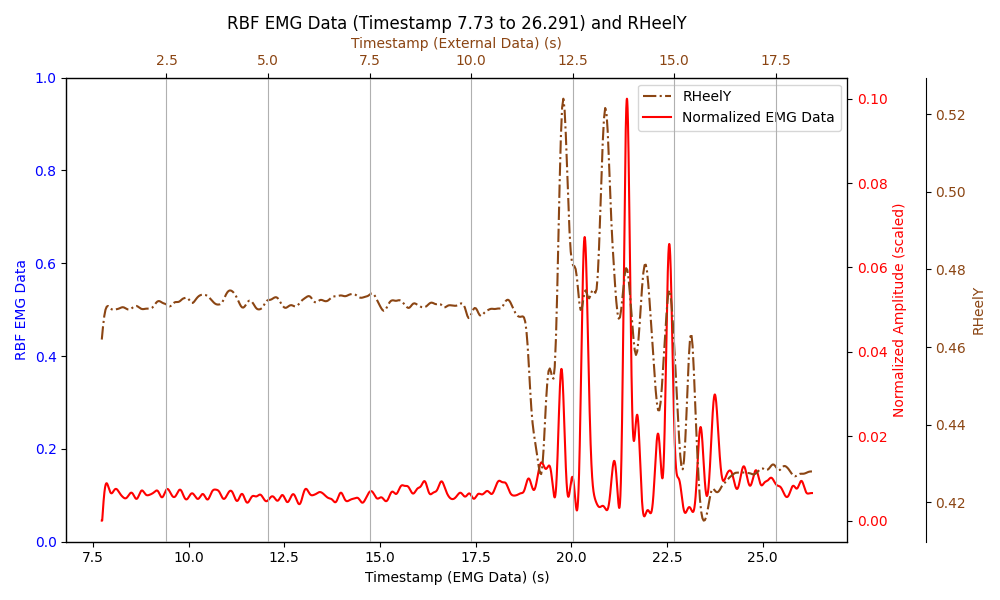 RBF EMG Data (Timestamp 7.73 to 26.291) and RHeelY
Timestamp (External Data) (s)
2.5 5.0 7.5 10.0 12.5 15.0 17.5
RHeelY
Normalized EMG Data
RBF EMG Data
1.0
0.8
0.6
0.4
0.2
0.0
Normalized Amplitude (scaled)
0.10
0.08
0.06
0.04
0.02
0.00
RHeelY
0.52
0.50
0.48
0.46
0.44
0.42
7.5 10.0 12.5 15.0 17.5 20.0 22.5 25.0
Timestamp (EMG Data) (s)